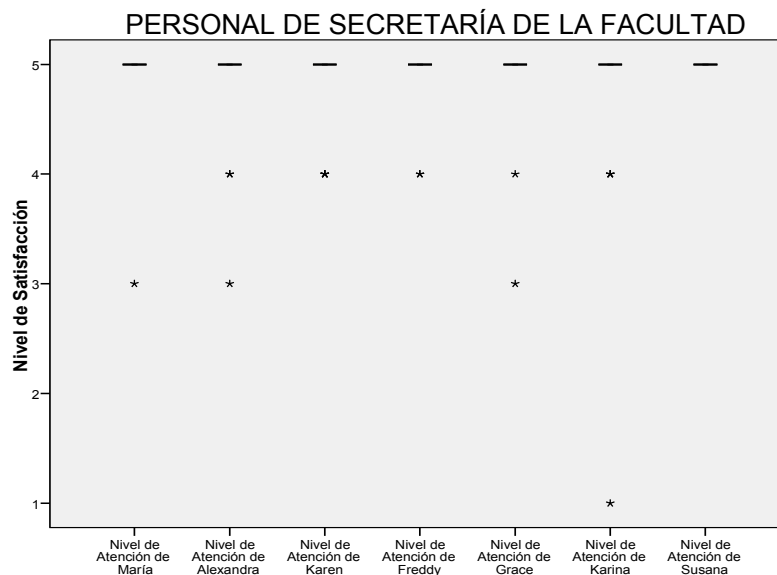 PERSONAL DE SECRETARÍA DE LA FACULTAD
Nivel de Satisfacción
5
4
3
2
1
Nivel de
Atención de
María
Nivel de
Atención de
Alexandra
Nivel de
Atención de
Karen
Nivel de
Atención de
Freddy
Nivel de
Atención de
Grace
Nivel de
Atención de
Karina
Nivel de
Atención de
Susana